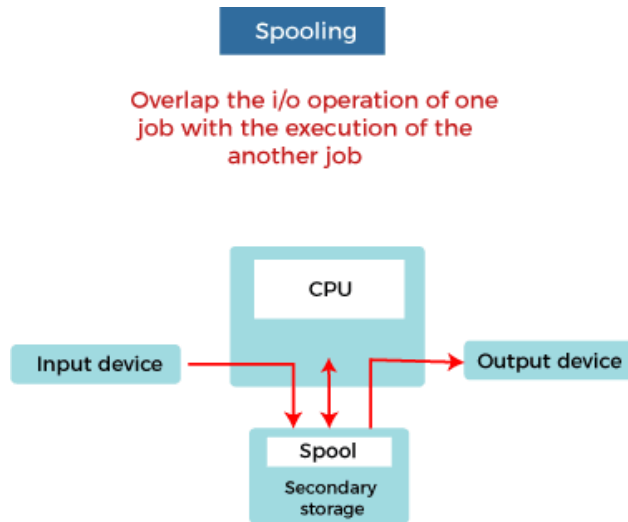 Spooling
Overlap the i/o operation of one
job with the execution of the
another job
CPU
Input device
Output device
Spool
Secondary
storage